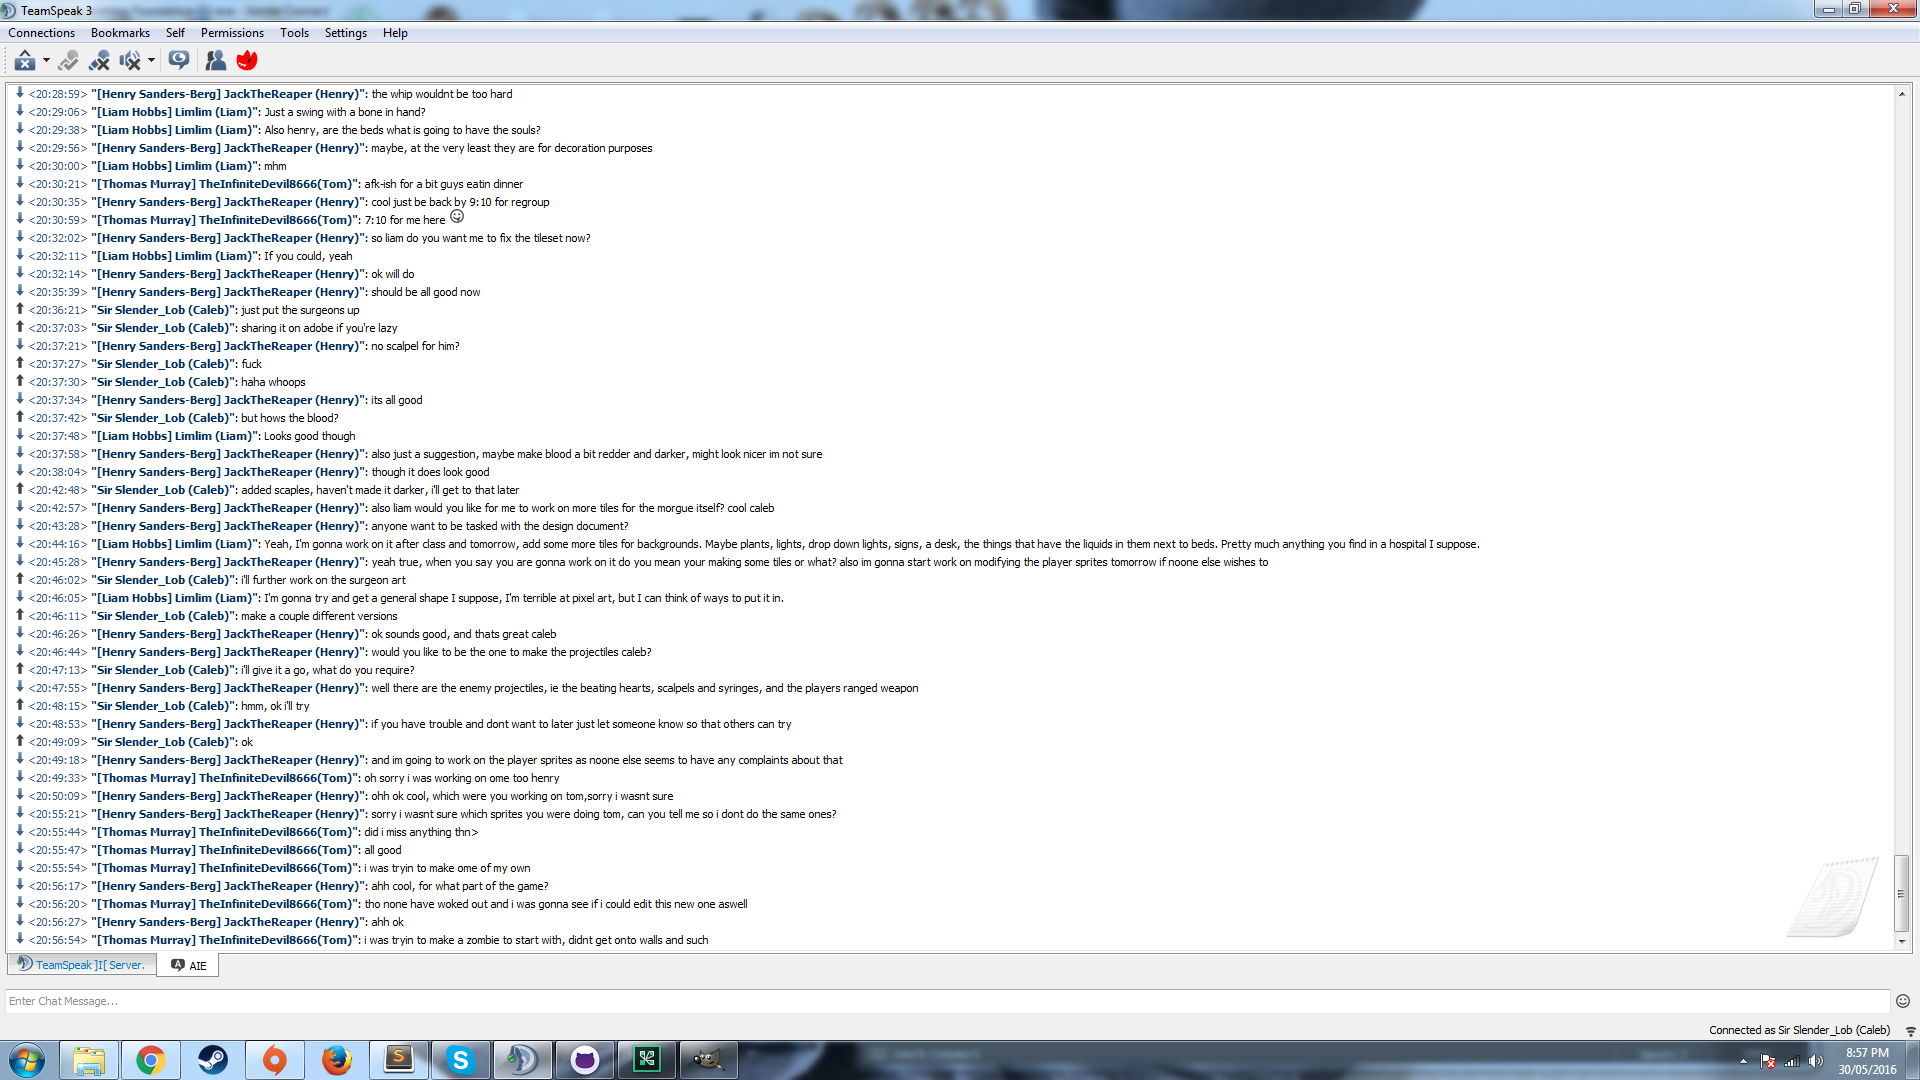 TeamSpeak 3
Connections Bookmarks Self Permissions Tools Settings Help
<20:28:59> "[Henry Sanders-Berg] JackTheReaper (Henry)": the whip wouldnt be too hard
<20:29:06> "[Liam Hobbs] Limlim (Liam)": Just a swing with a bone in hand?
<20:29:38> "[Liam Hobbs] Limlim (Liam)": Also henry, are the beds what is going to have the souls?
<20:29:56> "[Henry Sanders-Berg] JackTheReaper (Henry)": maybe, at the very least they are for decoration purposes
<20:30:00> "[Liam Hobbs] Limlim (Liam)": mhm
<20:30:21> "[Thomas Murray] TheInfiniteDevil8666(Tom)": afk-ish for a bit guys eatin dinner
<20:30:35> "[Henry Sanders-Berg] JackTheReaper (Henry)": cool just be back by 9:10 for regroup
<20:30:59> "[Thomas Murray] TheInfiniteDevil8666(Tom)": 7:10 for me here
<20:32:02> "[Henry Sanders-Berg] JackTheReaper (Henry)": so liam do you want me to fix the tileset now?
<20:32:11> "[Liam Hobbs] Limlim (Liam)": If you could, yeah
<20:32:14> "[Henry Sanders-Berg] JackTheReaper (Henry)": ok will do
<20:35:39> "[Henry Sanders-Berg] JackTheReaper (Henry)": should be all good now
<20:36:21> "Sir Slender_Lob (Caleb)": just put the surgeons up
<20:37:03> "Sir Slender_Lob (Caleb)": sharing it on adobe if you're lazy
<20:37:21> "[Henry Sanders-Berg] JackTheReaper (Henry)": no scalpel for him?
<20:37:27> "Sir Slender_Lob (Caleb)": fuck
<20:37:30> "Sir Slender_Lob (Caleb)": haha whoops
<20:37:34> "[Henry Sanders-Berg] JackTheReaper (Henry)": its all good
<20:37:42> "Sir Slender_Lob (Caleb)": but hows the blood?
<20:37:48> "[Liam Hobbs] Limlim (Liam)": Looks good though
<20:37:58> "[Henry Sanders-Berg] JackTheReaper (Henry)": also just a suggestion, maybe make blood a bit redder and darker, might look nicer im not sure
<20:38:04> "[Henry Sanders-Berg] JackTheReaper (Henry)": though it does look good
<20:42:48> "Sir Slender_Lob (Caleb)": added scaples, haven't made it darker, i'll get to that later
<20:42:57> "[Henry Sanders-Berg] JackTheReaper (Henry)": also liam would you like for me to work on more tiles for the morgue itself? cool caleb
<20:43:28> "[Henry Sanders-Berg] JackTheReaper (Henry)": anyone want to be tasked with the design document?
<20:44:16> "[Liam Hobbs] Limlim (Liam)": Yeah, I'm gonna work on it after class and tomorrow, add some more tiles for backgrounds. Maybe plants, lights, drop down lights, signs, a desk, the things that have the liquids in them next to beds. Pretty much anything you find in a hospital I suppose.
<20:45:28> "[Henry Sanders-Berg] JackTheReaper (Henry)": yeah true, when you say you are gonna work on it do you mean your making some tiles or what? also im gonna start work on modifying the player sprites tomorrow if noone else wishes to
<20:46:02> "Sir Slender_Lob (Caleb)": i'll further work on the surgeon art
<20:46:05> "[Liam Hobbs] Limlim (Liam)": I'm gonna try and get a general shape I suppose, I'm terrible at pixel art, but I can think of ways to put it in.
<20:46:11> "Sir Slender_Lob (Caleb)": make a couple different versions
<20:46:26> "[Henry Sanders-Berg] JackTheReaper (Henry)": ok sounds good, and thats great caleb
<20:46:44> "[Henry Sanders-Berg] JackTheReaper (Henry)": would you like to be the one to make the projectiles caleb?
<20:47:13> "Sir Slender_Lob (Caleb)": i'll give it a go, what do you require?
<20:47:55> "[Henry Sanders-Berg] JackTheReaper (Henry)": well there are the enemy projectiles, ie the beating hearts, scalpels and syringes, and the players ranged weapon
<20:48:15> "Sir Slender_Lob (Caleb)": hmm, ok i'll try
<20:48:53> "[Henry Sanders-Berg] JackTheReaper (Henry)": if you have trouble and dont want to later just let someone know so that others can try
<20:49:09> "Sir Slender_Lob (Caleb)": ok
<20:49:18> "[Henry Sanders-Berg] JackTheReaper (Henry)": and im going to work on the player sprites as noone else seems to have any complaints about that
<20:49:33> "[Thomas Murray] TheInfiniteDevil8666(Tom)": oh sorry i was working on ome too henry
<20:50:09> "[Henry Sanders-Berg] JackTheReaper (Henry)": ohh ok cool, which were you working on tom,sorry i wasnt sure
<20:55:21> "[Henry Sanders-Berg] JackTheReaper (Henry)": sorry i wasnt sure which sprites you were doing tom, can you tell me so i dont do the same ones?
<20:55:44> "[Thomas Murray] TheInfiniteDevil8666(Tom)": did i miss anything thn>
<20:55:47> "[Thomas Murray] TheInfiniteDevil8666(Tom)": all good
<20:55:54> "[Thomas Murray] TheInfiniteDevil8666(Tom)": i was tryin to make ome of my own
<20:56:17> "[Henry Sanders-Berg] JackTheReaper (Henry)": ahh cool, for what part of the game?
<20:56:20> "[Thomas Murray] TheInfiniteDevil8666(Tom)": tho none have woked out and i was gonna see if i could edit this new one aswell
<20:56:27> "[Henry Sanders-Berg] JackTheReaper (Henry)": ahh ok
<20:56:54> "[Thomas Murray] TheInfiniteDevil8666(Tom)": i was tryin to make a zombie to start with, didnt get onto walls and such
TeamSpeak ]I[ Server. AIE
Enter Chat Message...
Connected as Sir Slender_Lob (Caleb)
8:57 PM
30/05/2016